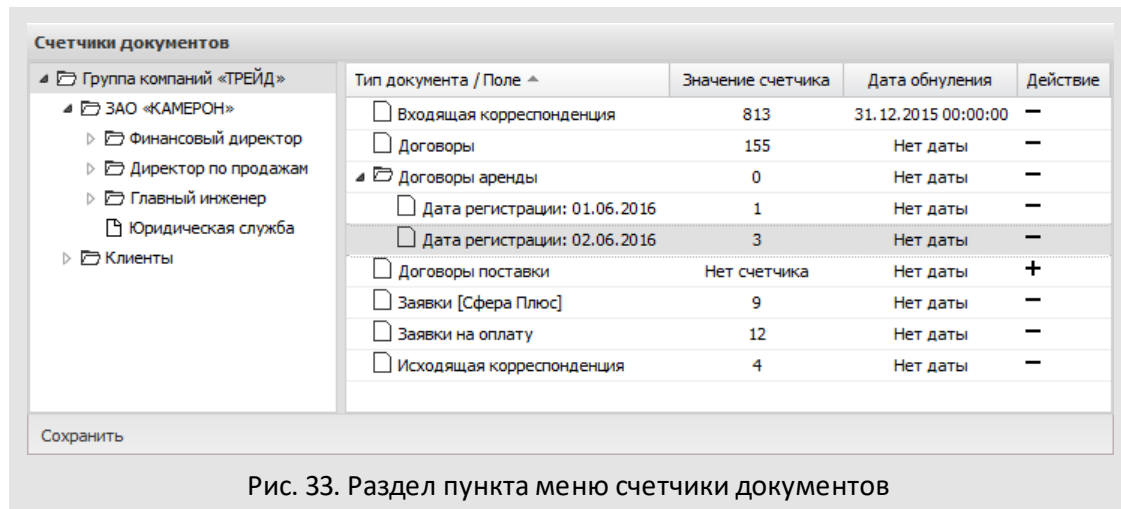 Счетчики документов
Группа компаний «ТРЕЙД»
ЗАО «КАМЕРОН»
Финансовый директор
Директор по продажам
Главный инженер
Юридическая служба
Клиенты
Тип документа / Поле Значение счетчика Дата обнуления Действие
Входящая корреспонденция 813 31.12.2015 00:00:00 −
Договоры 155 Нет даты −
Договоры аренды 0 Нет даты −
Дата регистрации: 01.06.2016 1 Нет даты −
Дата регистрации: 02.06.2016 3 Нет даты −
Договоры поставки Нет счетчика Нет даты +
Заявки [Сфера Плюс] 9 Нет даты −
Заявки на оплату 12 Нет даты −
Исходящая корреспонденция 4 Нет даты −
Сохранить
Рис. 33. Раздел пункта меню счетчики документов